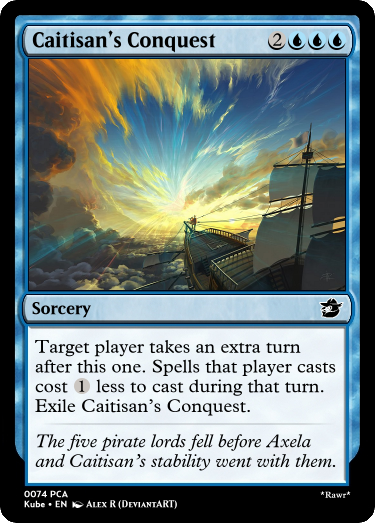 Caitisan's Conquest 2
Sorcery
Target player takes an extra turn
after this one. Spells that player casts
cost 1 less to cast during that turn.
Exile Caitisan's Conquest.
The five pirate lords fell before Axela
and Caitisan's stability went with them.
0074 PCA
Kube • EN Alex R (DeviantART)
*Rawr*